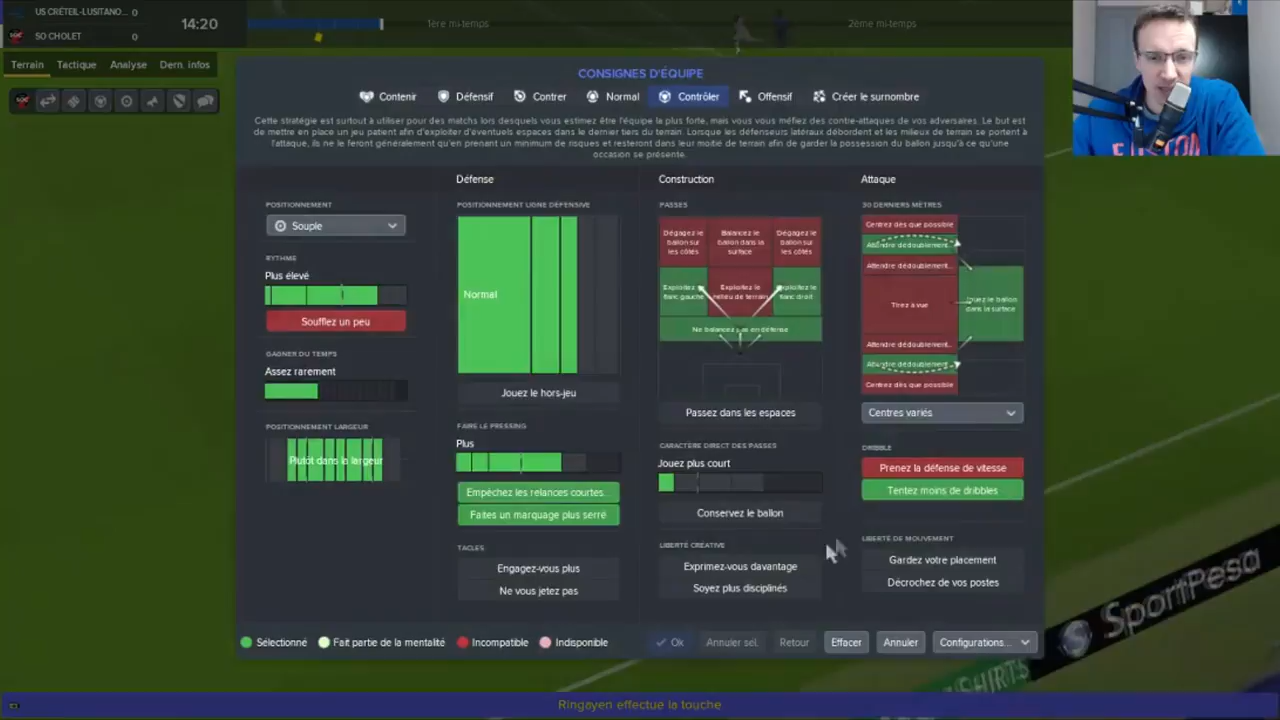 US CRÉTEIL-LUSITANO... 0
SO CHOLET 0
14:20
1ère mi-temps
2ème mi-temps
Terrain
Tactique
Analyse
Dern. infos
CONSIGNES D'ÉQUIPE
Contenir
Défensif
Contrer
Normal
Contrôler
Offensif
Créer le surnombre
Cette stratégie est surtout à utiliser pour des matchs lors desquels vous estimez être l'équipe la plus forte, mais vous vous méfiez des contre-attaques de vos adversaires. Le but est
de mettre en place un jeu patient afin d'exploiter d'éventuels espaces dans le dernier tiers du terrain. Lorsque les défenseurs latéraux débordent et les milieux de terrain se portent à
l'attaque, ils ne le feront généralement qu'en prenant un minimum de risques et resteront dans leur moitié de terrain afin de garder la possession du ballon jusqu'à ce qu'une
occasion se présente.
POSITIONNEMENT
Souple
RYTHME
Plus élevé
Soufflez un peu
GAGNER DU TEMPS
Assez rarement
POSITIONNEMENT LARGEUR
Plutôt dans la largeur
Défense
POSITIONNEMENT LIGNE DÉFENSIVE
Normal
Jouez le hors-jeu
FAIRE LE PRESSING
Plus
Empêchez les relances courtes...
Faites un marquage plus serré
TACLES
Engagez-vous plus
Ne vous jetez pas
Construction
PASSES
Dégagez le
ballon sur
les côtés
Balancez le
ballon dans la
surface
Dégagez le
ballon sur
les côtés
Exploitez le
flanc gauche
Exploitez le
milieu de terrain
Exploitez le
flanc droit
Ne balancez pas en défense
Passez dans les espaces
CARACTÈRE DIRECT DES PASSES
Jouez plus court
Conservez le ballon
LIBERTÉ CRÉATIVE
Exprimez-vous davantage
Soyez plus disciplinés
Attaque
30 DERNIERS MÈTRES
Centrez dès que possible
Attendre dédoublement...
Attendre dédoublement...
Tirez à vue
Jouez le ballon
dans la surface
Attendre dédoublement...
Attendre dédoublement...
Centrez dès que possible
Centres variés
DRIBBLE
Prenez la défense de vitesse
Tentez moins de dribbles
LIBERTÉ DE MOUVEMENT
Gardez votre placement
Décrochez de vos postes
Sélectionné
Fait partie de la mentalité
Incompatible
Indisponible
Ok
Annuler sel.
Retour
Effacer
Annuler
Configurations...
SportPesa
SHIRTS
Ringayen effectue la touche